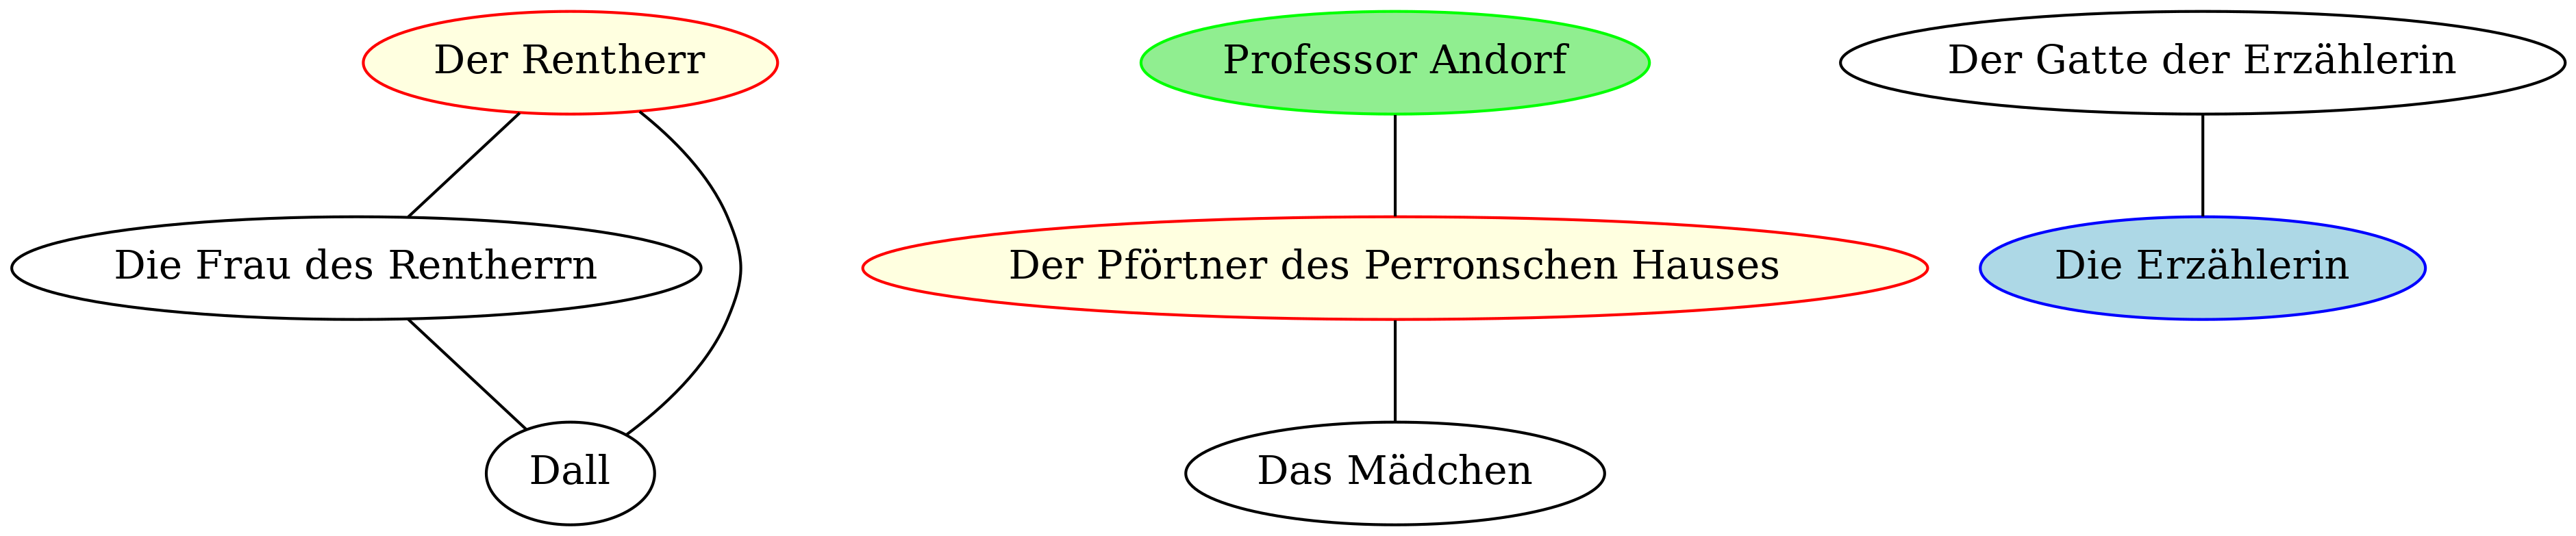 Der Rentherr
Professor Andorf
Der Gatte der Erzählerin
Die Frau des Rentherrn
Der Pförtner des Perronschen Hauses
Die Erzählerin
Dall
Das Mädchen